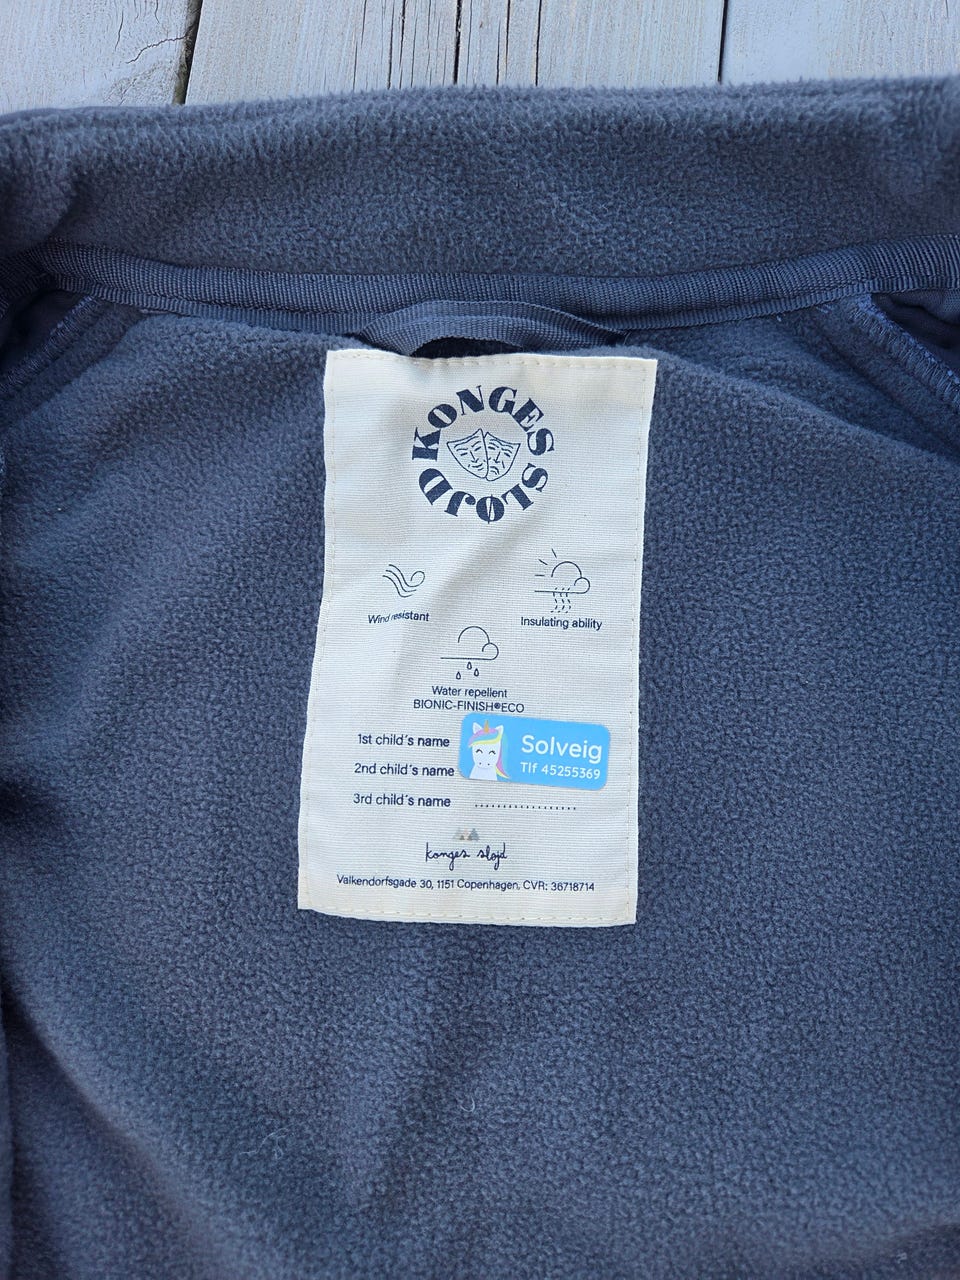 KONGES SLØJD
Wind resistant
Insulating ability
Water repellent
BIONIC-FINISH®ECO
1st child's name
Solveig
Tlf 45255369
2nd child's name
3rd child's name ..................
konges sløjd
Valkendorfsgade 30, 1151 Copenhagen, CVR: 36718714